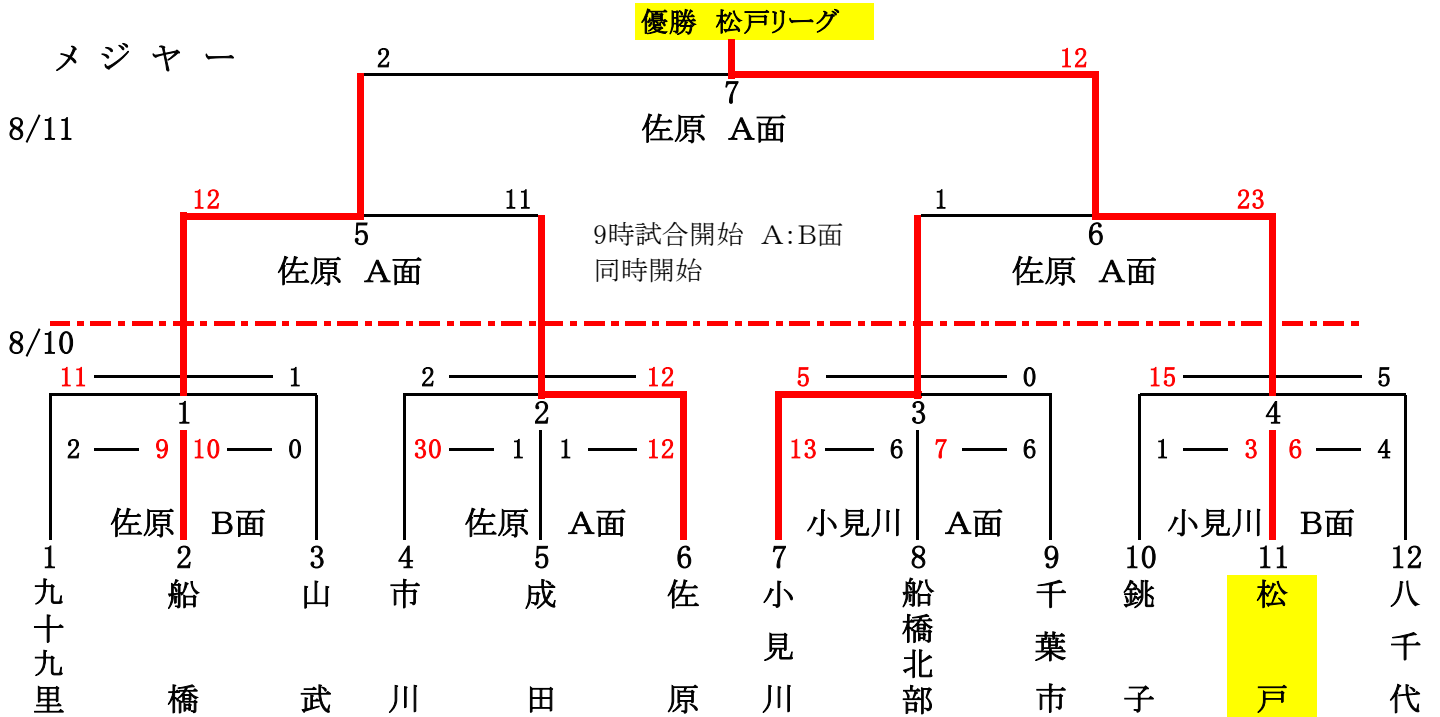 優勝 松戸リーグ
メジャー
2
12
7
8/11
佐原 A面
12
11
1
23
5
6
9時試合開始 A:B面
同時開始
佐原 A面
佐原 A面
8/10
11 1
2 12
5 0
15 5
1
2
3
4
2 9 10 0
30 1 1 12
13 6 7 6
1 3 6 4
佐原 B面
佐原 A面
小見川 A面
小見川 B面
1 2 3 4 5 6 7 8 9 10 11 12
九十九里
船橋
山武
市川
成田
佐原
小見川
船橋北部
千葉市
銚子
松戸
八千代